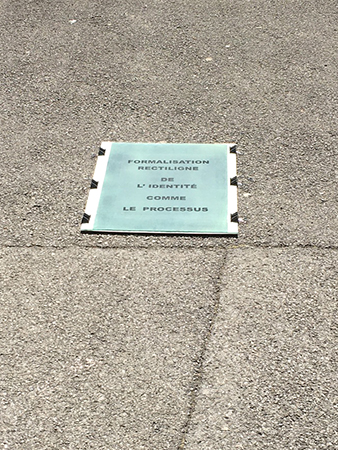 FORMALISATION
RECTILIGNE
DE
L' IDENTITÉ
COMME
LE PROCESSUS